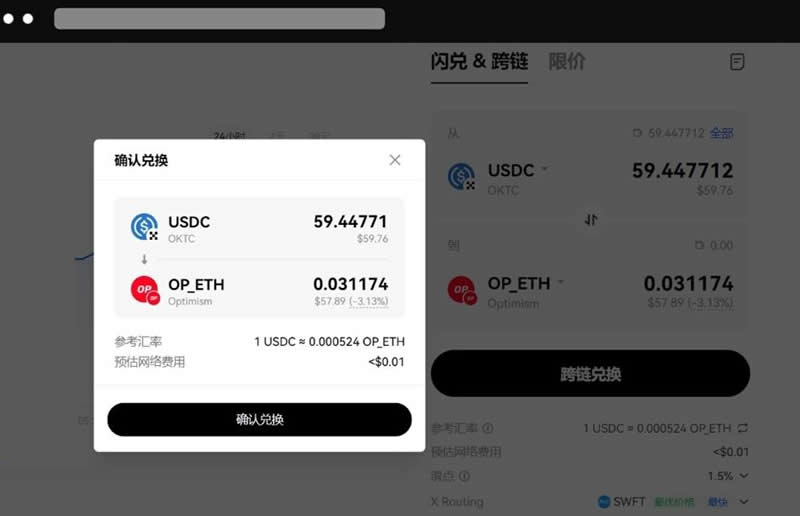 闪兑 & 跨链 限价
24小时
从 59.447712 全部
USDC 59.447712
OKTC $59.76
到 0.00
OP_ETH 0.031174
Optimism $57.89 (-3.13%)
跨链兑换
参考汇率 1 USDC ≈ 0.000524 OP_ETH
预估网络费用 <$0.01
滑点 1.5%
X Routing SWFT 最优价格 最快
确认兑换
USDC 59.44771
OKTC $59.76
OP_ETH 0.031174
OP OP
Optimism $57.89 (-3.13%)
参考汇率 1 USDC ≈ 0.000524 OP_ETH
预估网络费用 <$0.01
确认兑换